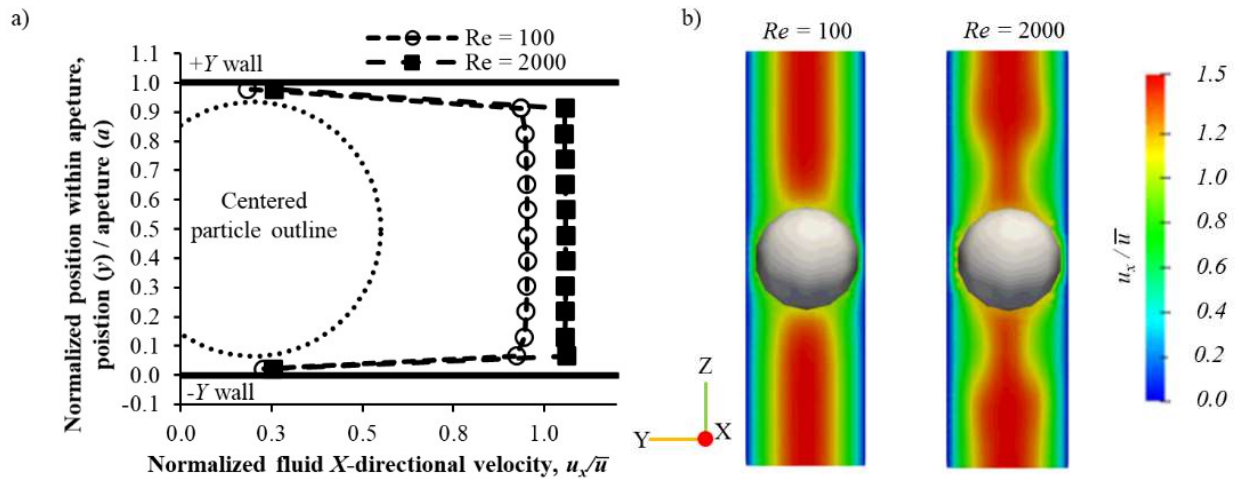 a)
Re = 100
Re = 2000
Normalized position within apeture,
poistion (y) / aperture (a)
1.1
1.0
0.9
0.8
0.7
0.6
0.5
0.4
0.3
0.2
0.1
0.0
-0.1
+Y wall
Centered
particle outline
-Y wall
0.0
0.3
0.5
0.8
1.0
Normalized fluid X-directional velocity, uₓ/u̅
b)
Re = 100
Re = 2000
Z
Y
X
uₓ / u̅
1.5
1.2
1.0
0.8
0.6
0.4
0.2
0.0